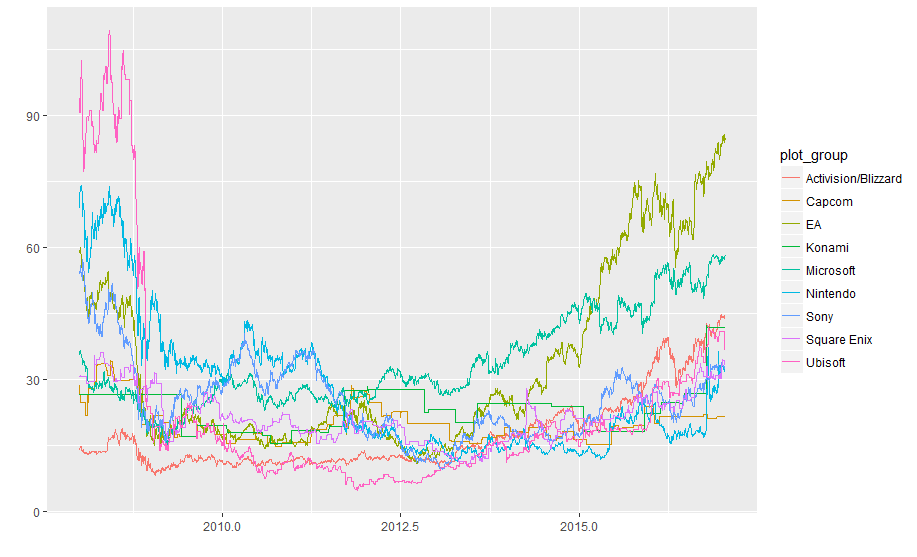 90
60
30
0
2010.0
2012.5
2015.0
plot_group
Activision/Blizzard
Capcom
EA
Konami
Microsoft
Nintendo
Sony
Square Enix
Ubisoft